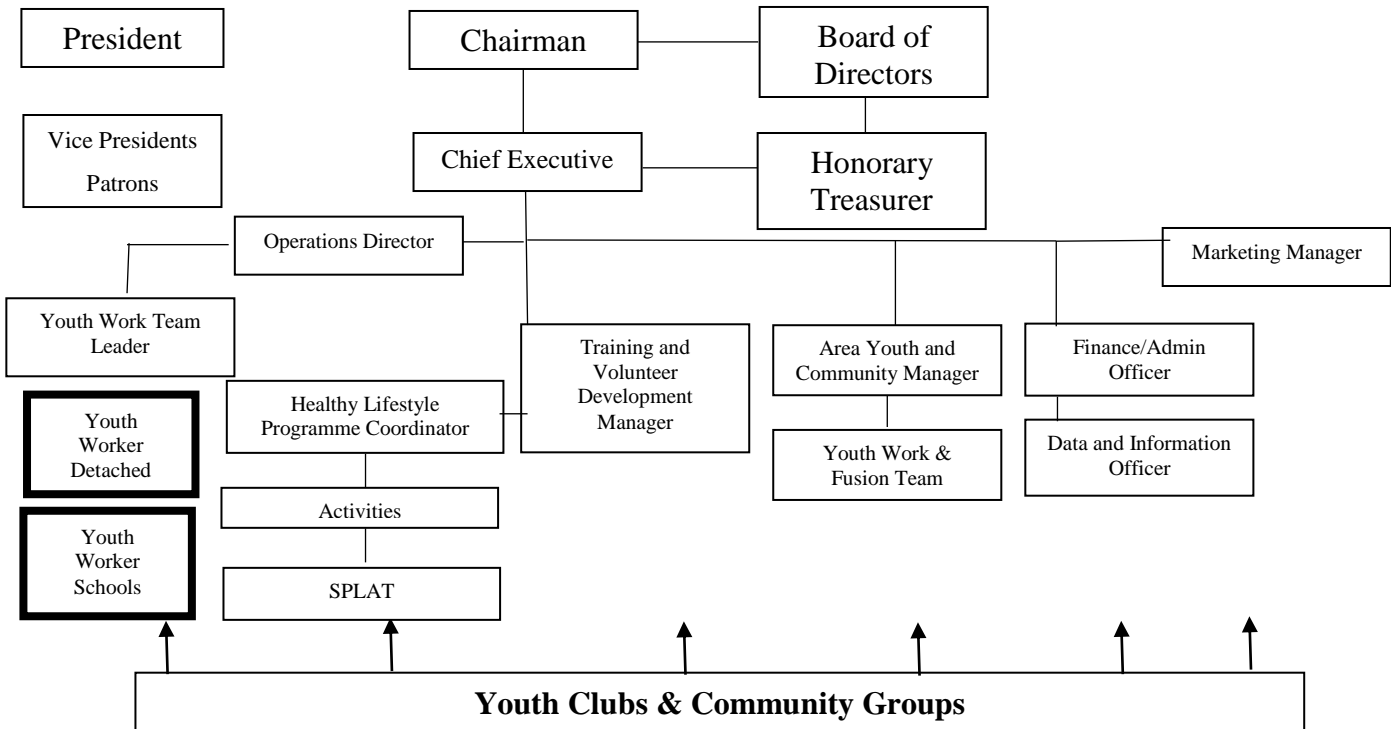 President
Chairman
Board of
Directors
Vice Presidents
Patrons
Chief Executive
Honorary
Treasurer
Operations Director
Marketing Manager
Youth Work Team
Leader
Training and
Volunteer
Development
Manager
Area Youth and
Community Manager
Finance/Admin
Officer
Healthy Lifestyle
Programme Coordinator
Youth
Worker
Detached
Youth Work &
Fusion Team
Data and Information
Officer
Activities
Youth
Worker
Schools
SPLAT
Youth Clubs & Community Groups